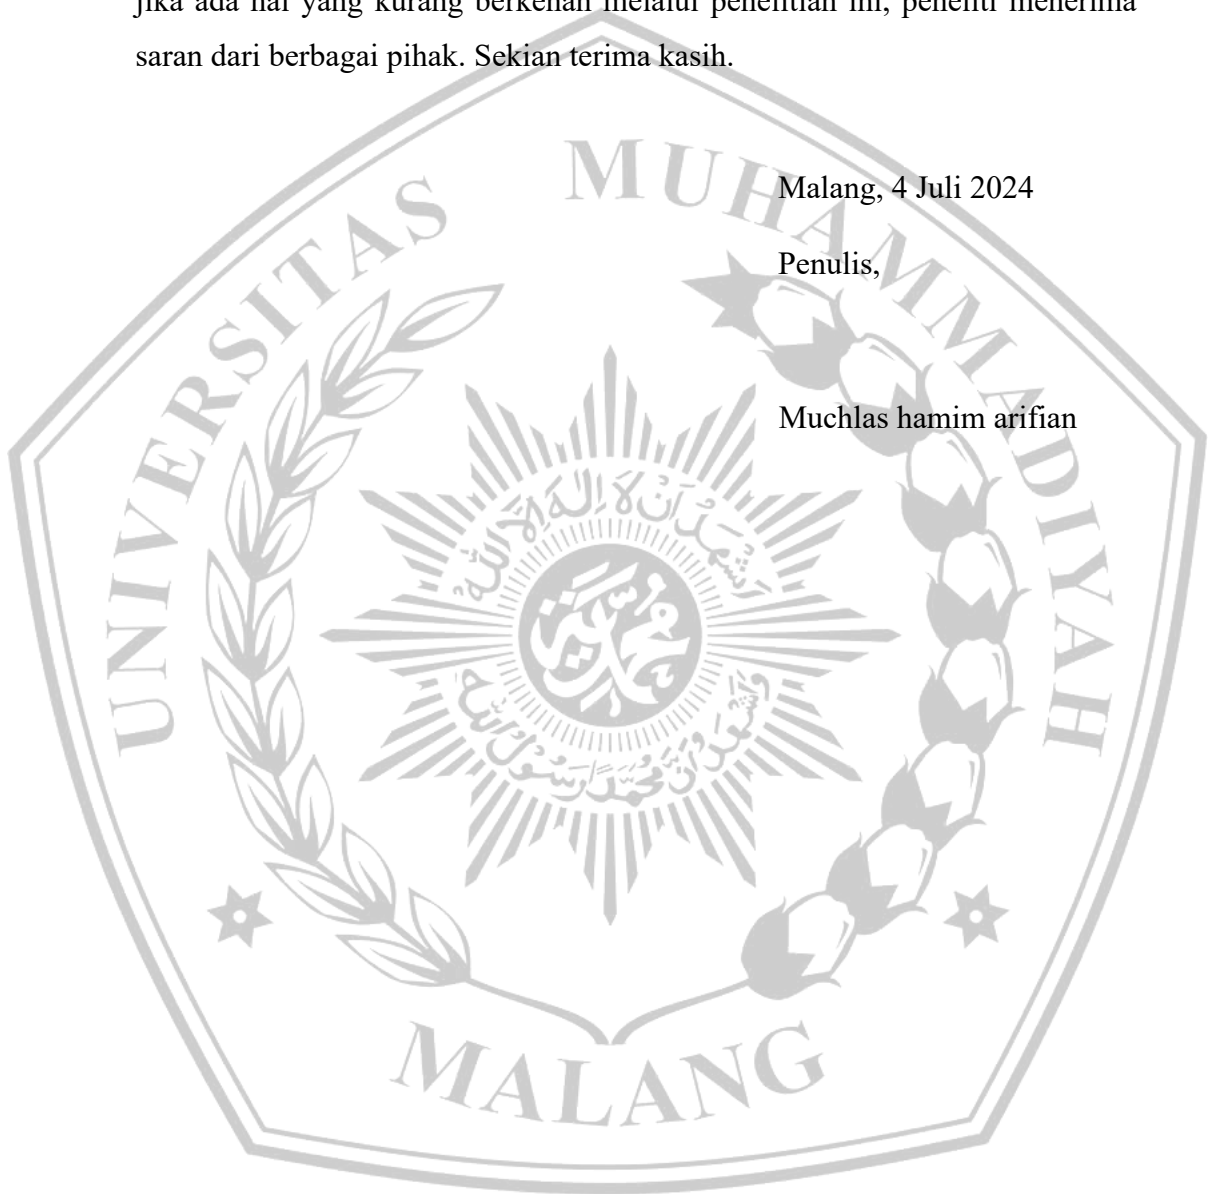 jika ada hal yang kurang berkenan melalui penelitian ini, peneliti menerima
saran dari berbagai pihak. Sekian terima kasih.
Malang, 4 Juli 2024
Penulis,
Muchlas hamim arifian
UNIVERSITAS MUHAMMADIYAH
MALANG